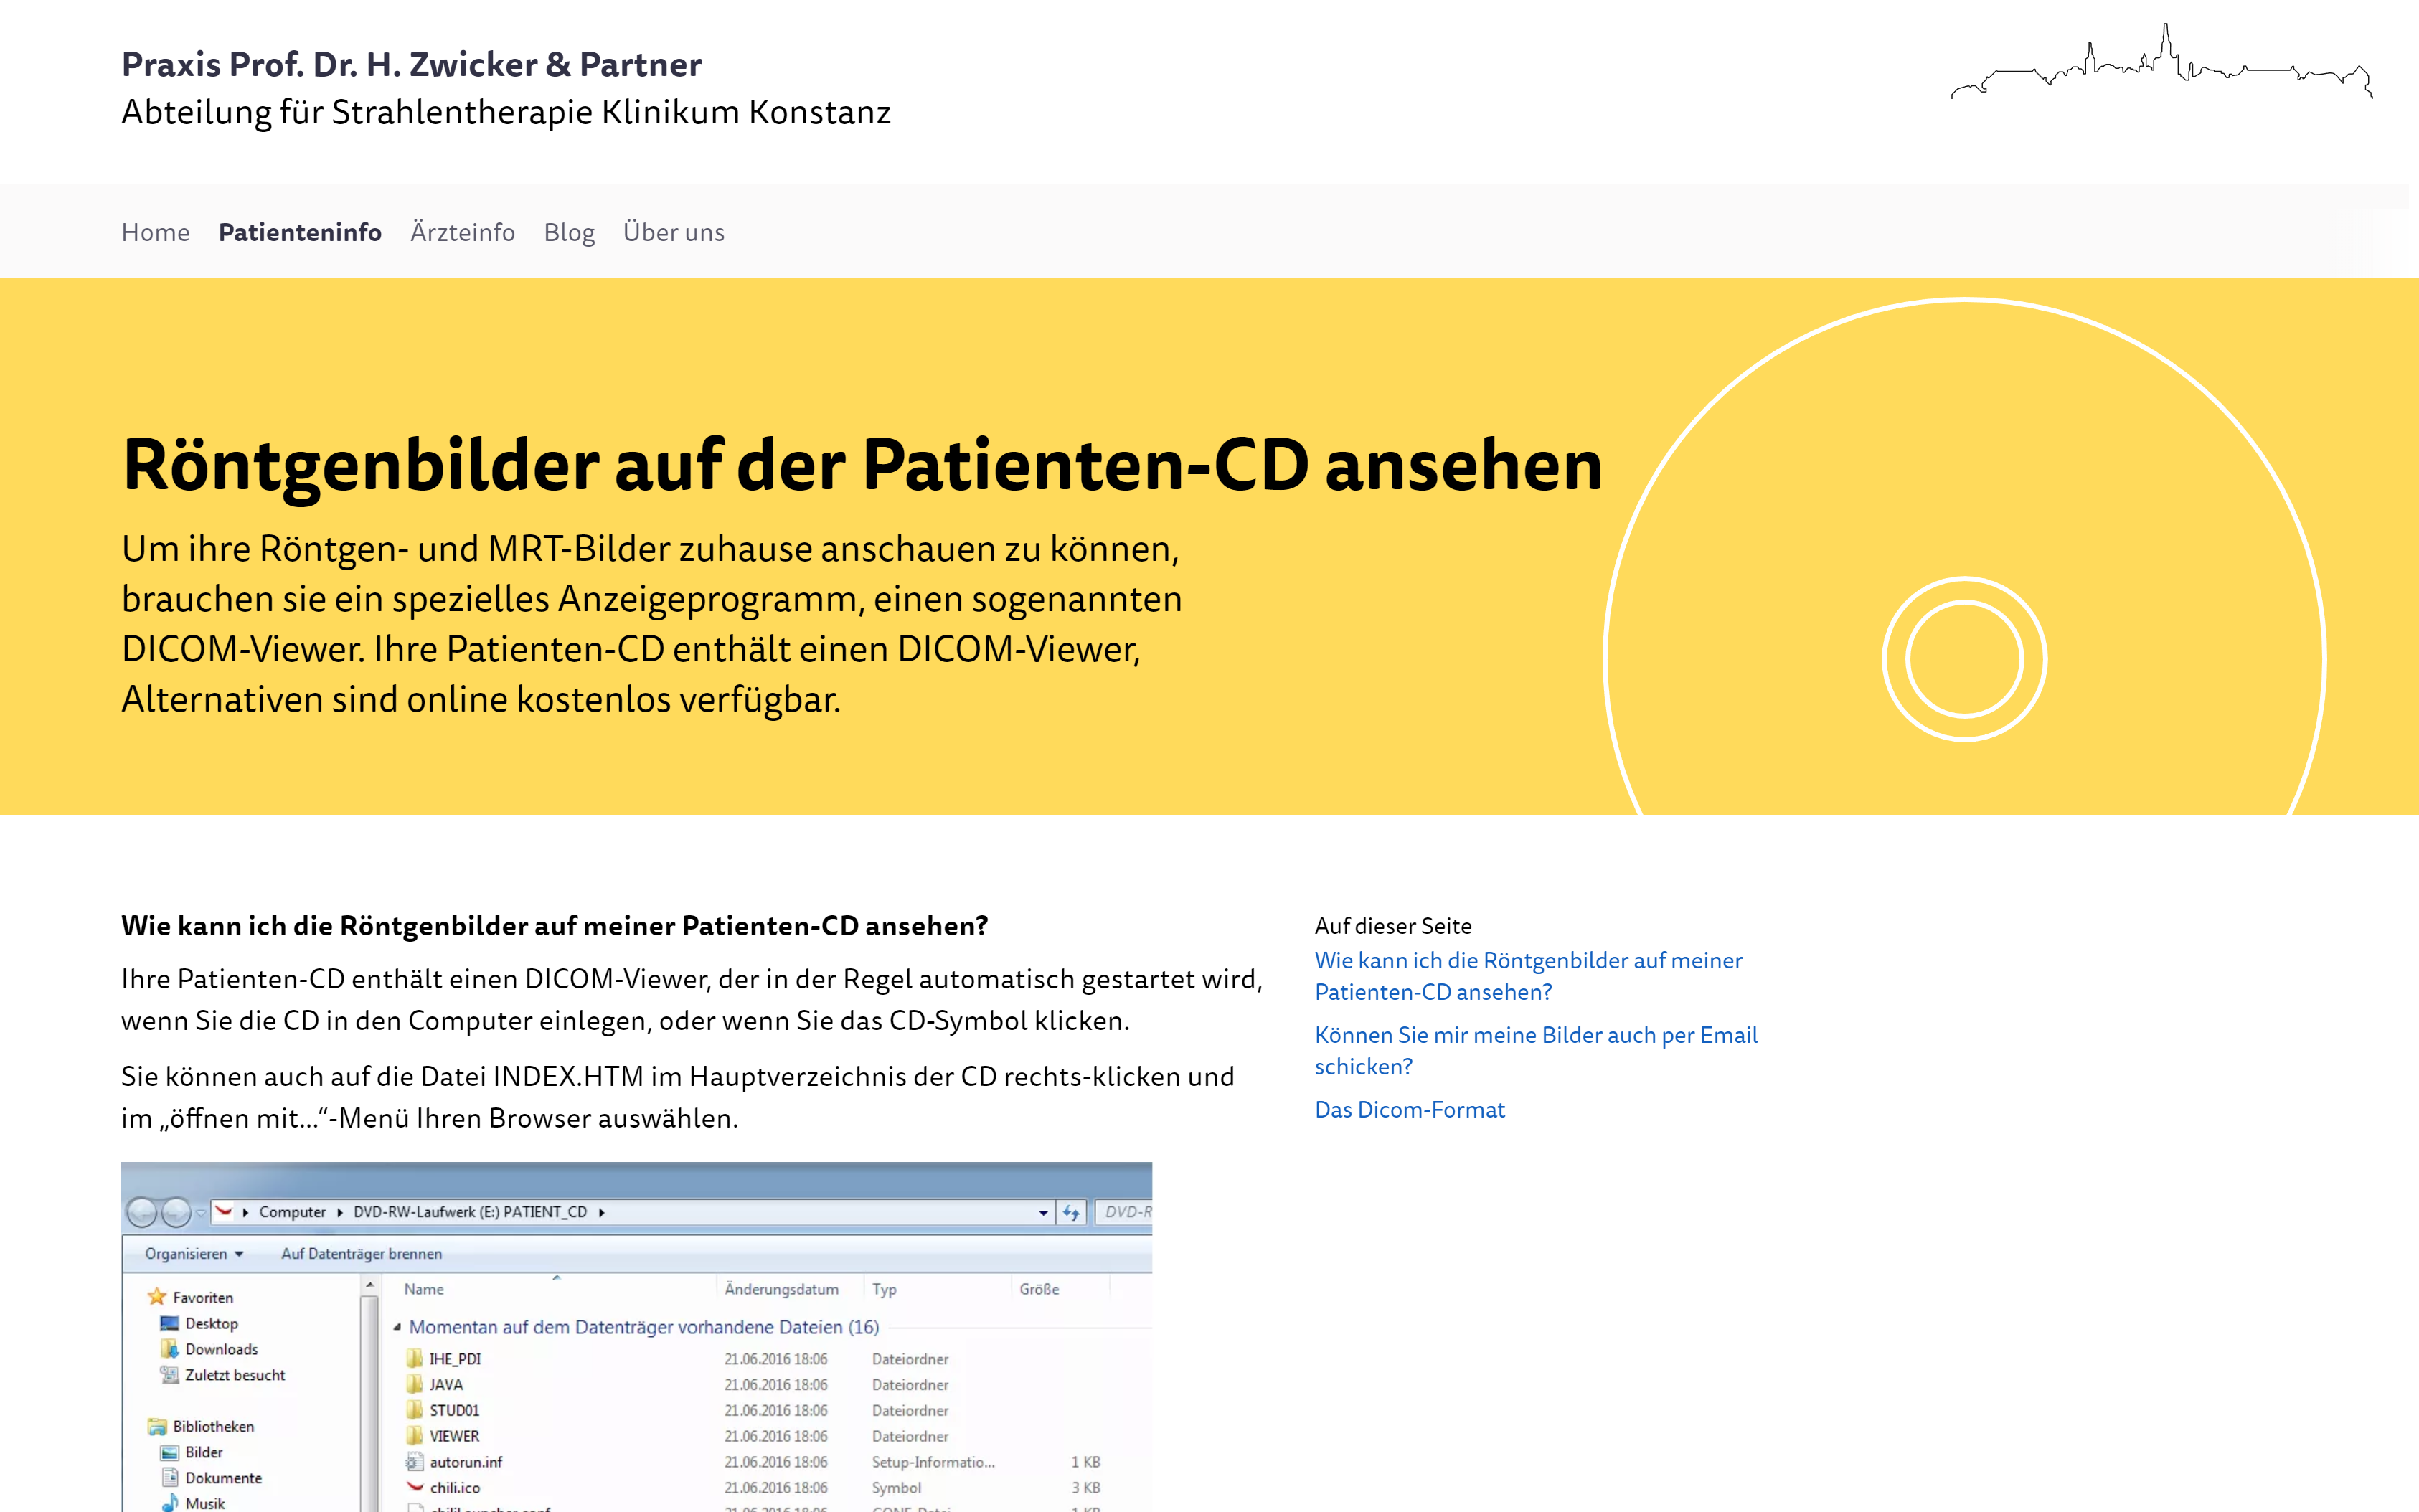 Praxis Prof. Dr. H. Zwicker & Partner
Abteilung für Strahlentherapie Klinikum Konstanz
Home Patienteninfo Ärzteinfo Blog Über uns
Röntgenbilder auf der Patienten-CD ansehen
Um ihre Röntgen- und MRT-Bilder zuhause anschauen zu können,
brauchen sie ein spezielles Anzeigeprogramm, einen sogenannten
DICOM-Viewer. Ihre Patienten-CD enthält einen DICOM-Viewer,
Alternativen sind online kostenlos verfügbar.
Wie kann ich die Röntgenbilder auf meiner Patienten-CD ansehen?
Ihre Patienten-CD enthält einen DICOM-Viewer, der in der Regel automatisch gestartet wird,
wenn Sie die CD in den Computer einlegen, oder wenn Sie das CD-Symbol klicken.
Sie können auch auf die Datei INDEX.HTM im Hauptverzeichnis der CD rechts-klicken und
im „öffnen mit…“-Menü Ihren Browser auswählen.
Auf dieser Seite
Wie kann ich die Röntgenbilder auf meiner
Patienten-CD ansehen?
Können Sie mir meine Bilder auch per Email
schicken?
Das Dicom-Format
Computer DVD-RW-Laufwerk (E:) PATIENT_CD DVD-R
Organisieren Auf Datenträger brennen
Favoriten
Desktop
Downloads
Zuletzt besucht
Bibliotheken
Bilder
Dokumente
Musik
Name Änderungsdatum Typ Größe
Momentan auf dem Datenträger vorhandene Dateien (16)
IHE_PDI 21.06.2016 18:06 Dateiordner
JAVA 21.06.2016 18:06 Dateiordner
STUD01 21.06.2016 18:06 Dateiordner
VIEWER 21.06.2016 18:06 Dateiordner
autorun.inf 21.06.2016 18:06 Setup-Informatio... 1 KB
chili.ico 21.06.2016 18:06 Symbol 3 KB